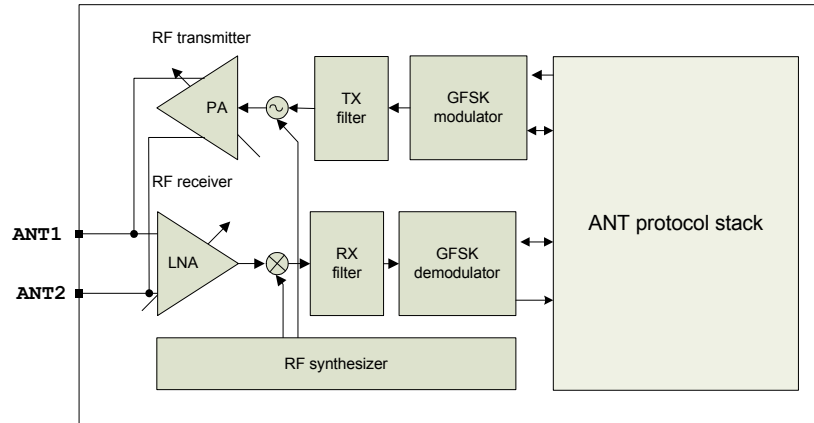 RF transmitter
PA
TX
filter
GFSK
modulator
RF receiver
ANT1
LNA
RX
filter
GFSK
demodulator
ANT protocol stack
ANT2
RF synthesizer